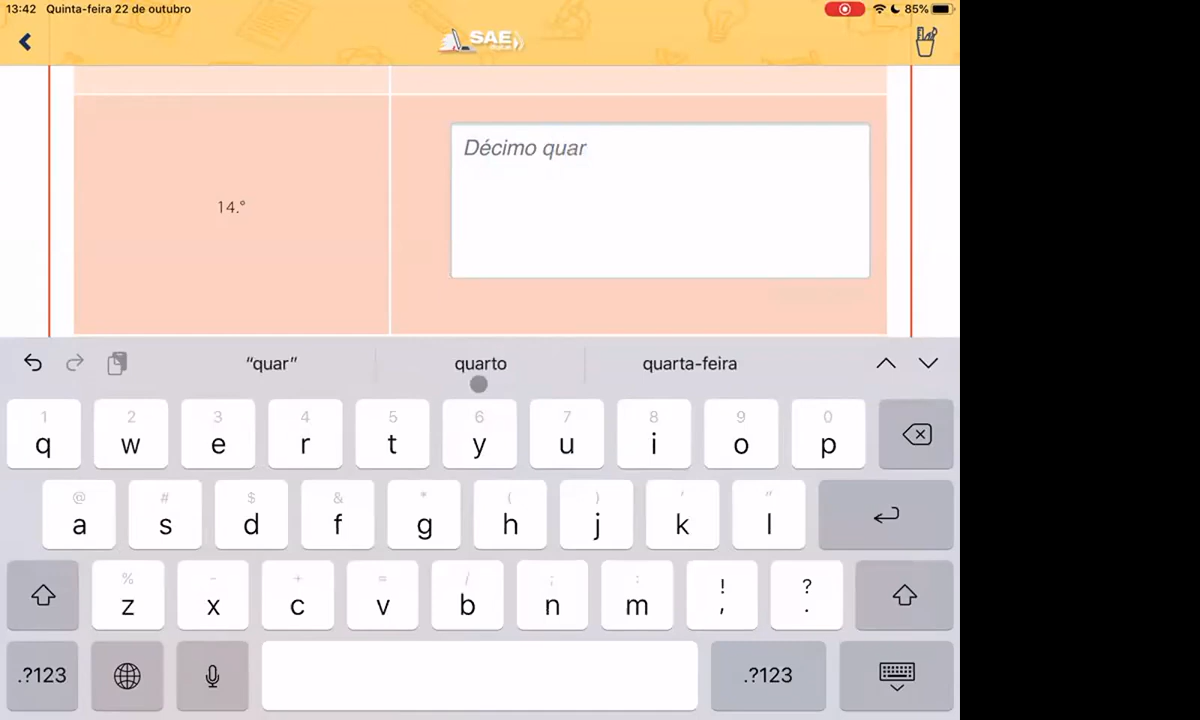 13:42 Quinta-feira 22 de outubro
85%
SAE
14.º
Décimo quar
“quar” quarto quarta-feira
1 2 3 4 5 6 7 8 9 0
q w e r t y u i o p
@ # $ & * ( ) ' "
a s d f g h j k l
% - + = / ; : ! ?
z x c v b n m , .
.?123 .?123